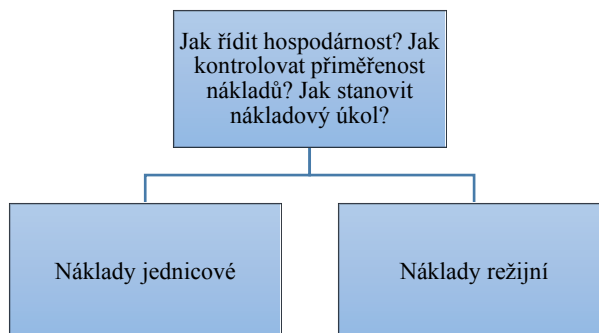 Jak řídit hospodárnost? Jak
kontrolovat přiměřenost
nákladů? Jak stanovit
nákladový úkol?
Náklady jednicové
Náklady režijní